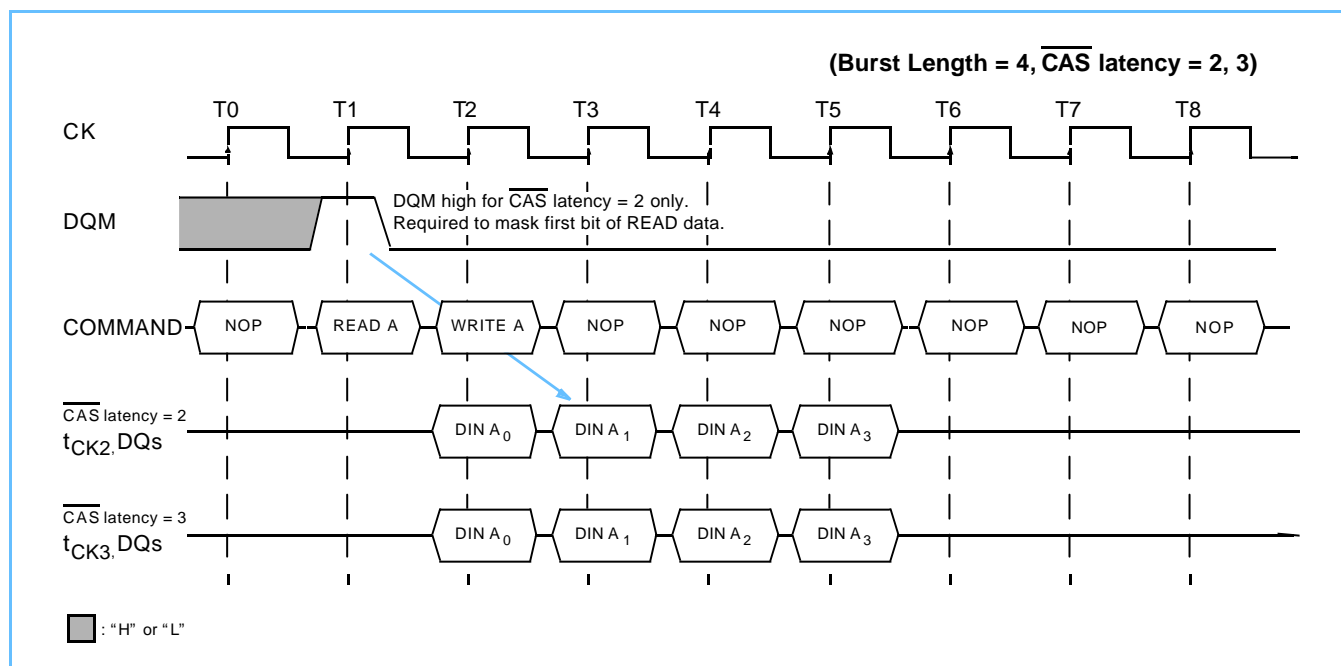 (Burst Length = 4, CAS latency = 2, 3)
T0 T1 T2 T3 T4 T5 T6 T7 T8
CK
DQM high for CAS latency = 2 only.
Required to mask first bit of READ data.
DQM
COMMAND NOP READ A WRITE A NOP NOP NOP NOP NOP NOP
CAS latency = 2
tCK2, DQs DIN A0 DIN A1 DIN A2 DIN A3
CAS latency = 3
tCK3, DQs DIN A0 DIN A1 DIN A2 DIN A3
: “H” or “L”